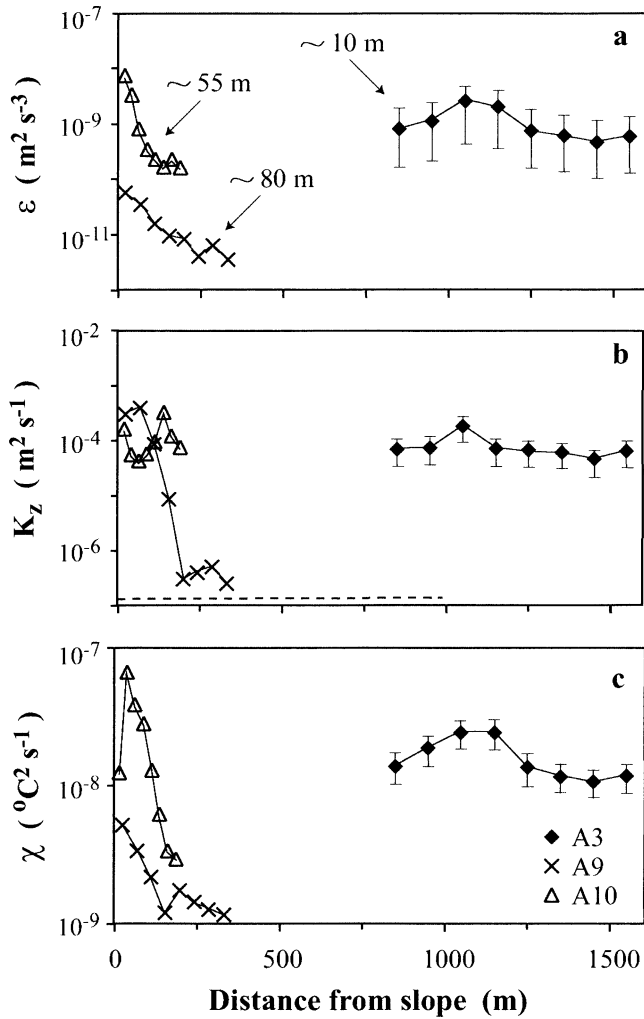 10⁻⁷
a
~ 10 m
~ 55 m
10⁻⁹
ε ( m² s⁻³ )
~ 80 m
10⁻¹¹
10⁻²
b
K_z ( m² s⁻¹ )
10⁻⁴
10⁻⁶
10⁻⁷
c
χ ( °C² s⁻¹ )
10⁻⁸
A3
A9
A10
10⁻⁹
0 500 1000 1500
Distance from slope (m)